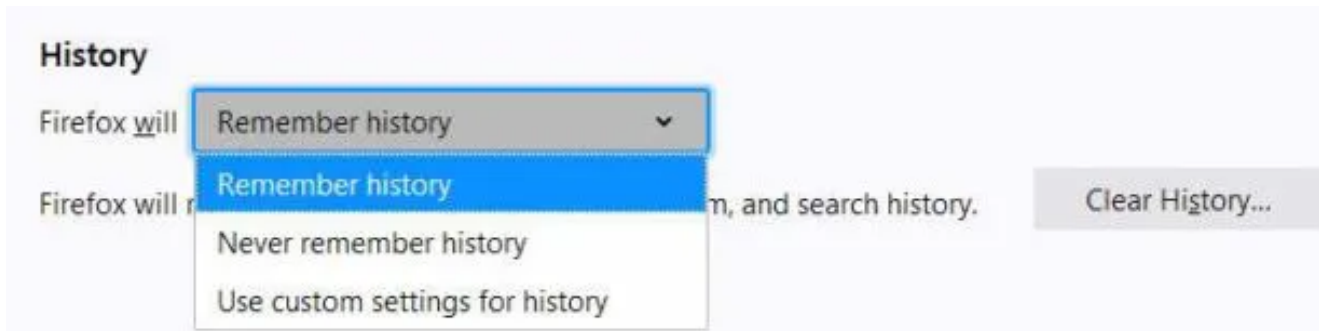 History
Firefox will Remember history
Remember history
Firefox will r m, and search history. Clear History...
Never remember history
Use custom settings for history